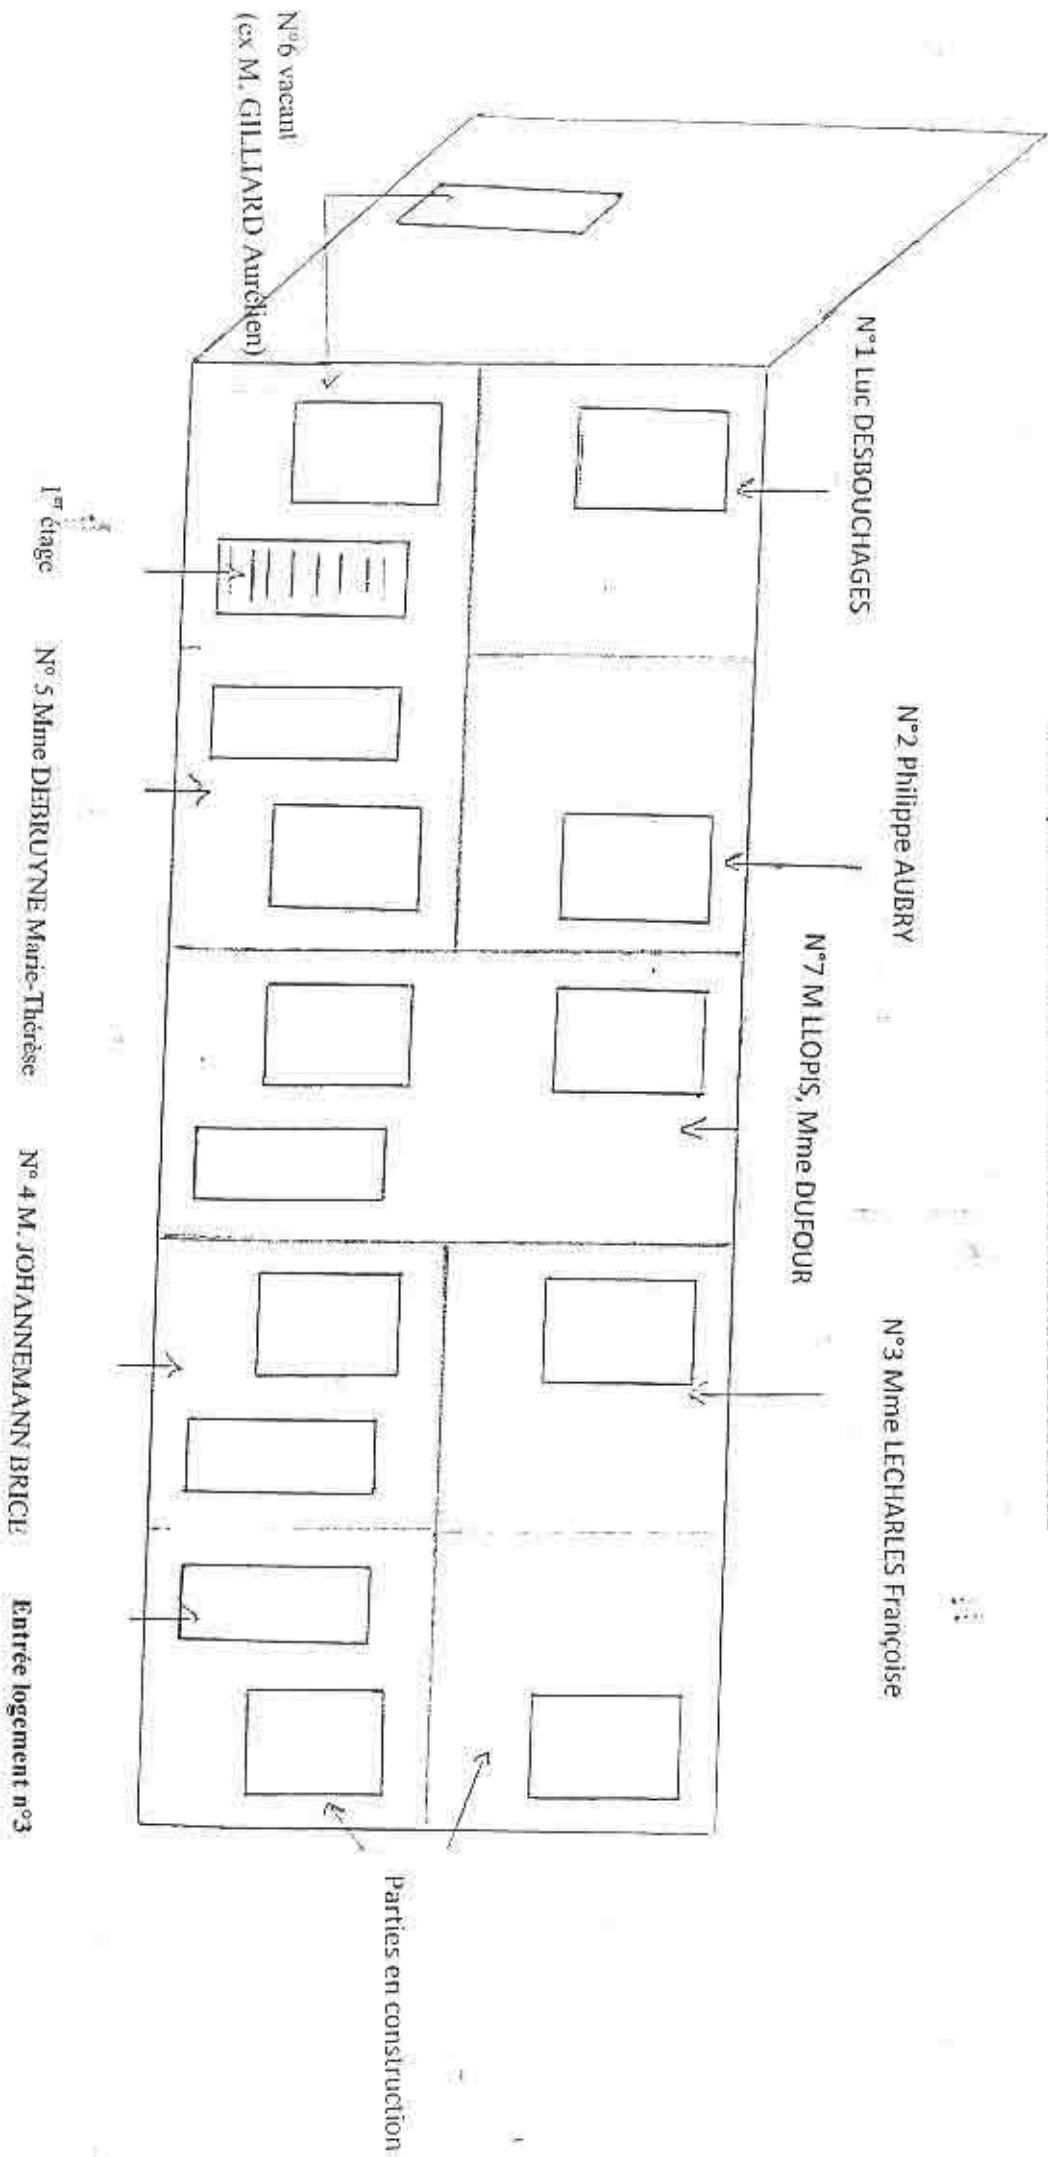 N°1 Luc DESBOUCHAGES
N°2 Philippe AUBRY
N°7 M LLOPIS, Mme DUFOUR
N°3 Mme LECHARLES Françoise
N°6 vacant
(ex M. GILLIARD Aurélien)
Parties en construction
1er étage
N° 5 Mme DEBRUYNE Marie-Thérèse
N° 4 M. JOHANNEMANN BRICE
Entrée logement n°3